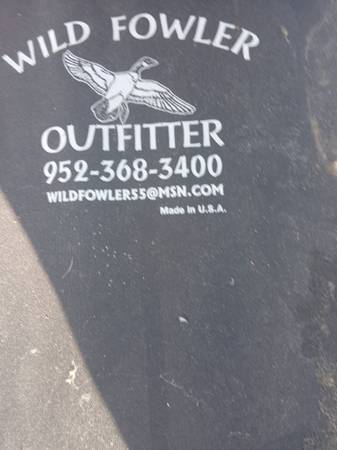 WILD FOWLER
OUTFITTER
952-368-3400
WILDFOWLER55@MSN.COM
Made in U.S.A.